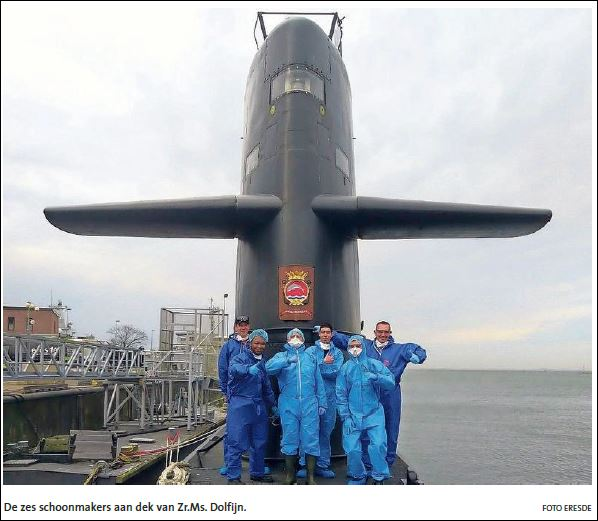 De zes schoonmakers aan dek van Zr.Ms. Dolfijn.
FOTO ERESDE